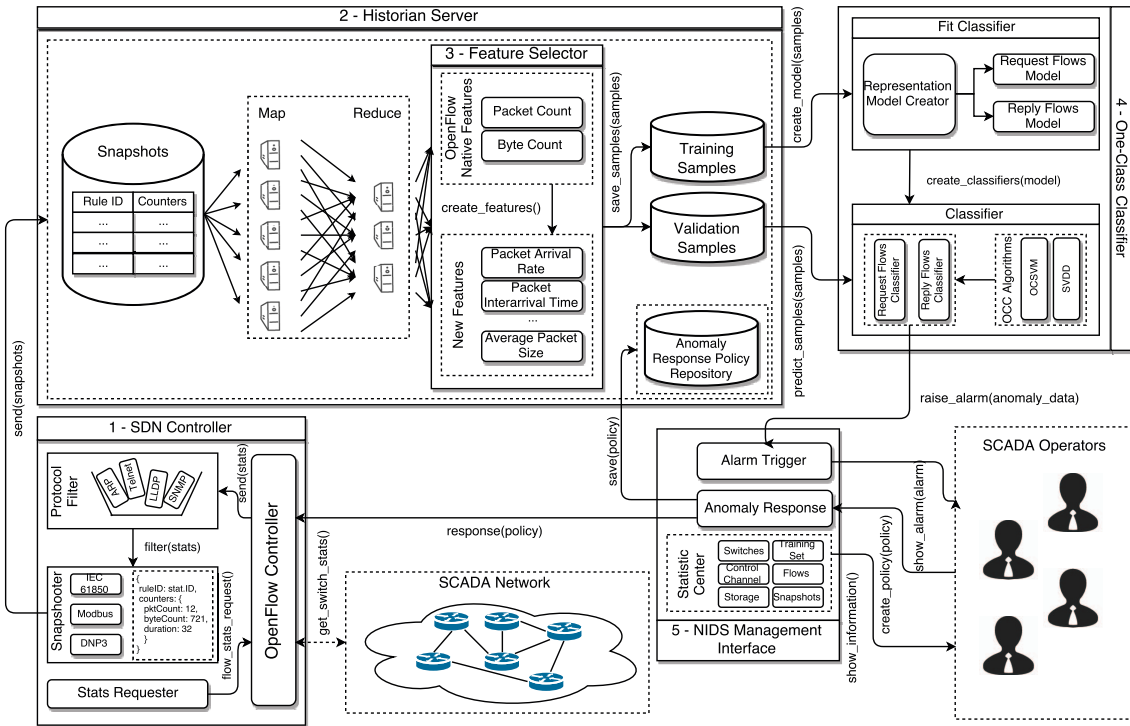 2 - Historian Server
Snapshots
Rule ID
Counters
...
...
...
...
...
...
Map
Reduce
3 - Feature Selector
OpenFlow
Native Features
Packet Count
Byte Count
create_features()
New Features
Packet Arrival
Rate
Packet
Interarrival Time
...
Average Packet
Size
save_samples(samples)
Training
Samples
Validation
Samples
Anomaly
Response Policy
Repository
create_model(samples)
predict_samples(samples)
4 - One-Class Classifier
Fit Classifier
Representation
Model Creator
Request Flows
Model
Reply Flows
Model
create_classifiers(model)
Classifier
Request Flows
Classifier
Reply Flows
Classifier
OCC Algorithms
OCSVM
SVDD
raise_alarm(anomaly_data)
send(snapshots)
1 - SDN Controller
Protocol
Filter
ARP
Telnet
LLDP
SNMP
send(stats)
filter(stats)
Snapshooter
IEC
61850
Modbus
DNP3
{
ruleID: stat.ID,
counters: {
pktCount: 12,
byteCount: 721,
duration: 32
}
}
flow_stats_request()
Stats Requester
OpenFlow Controller
get_switch_stats()
response(policy)
SCADA Network
save(policy)
Alarm Trigger
Anomaly Response
Statistic
Center
Switches
Training
Set
Control
Channel
Flows
Storage
Snapshots
5 - NIDS Management
Interface
show_information()
create_policy(policy)
show_alarm(alarm)
SCADA Operators